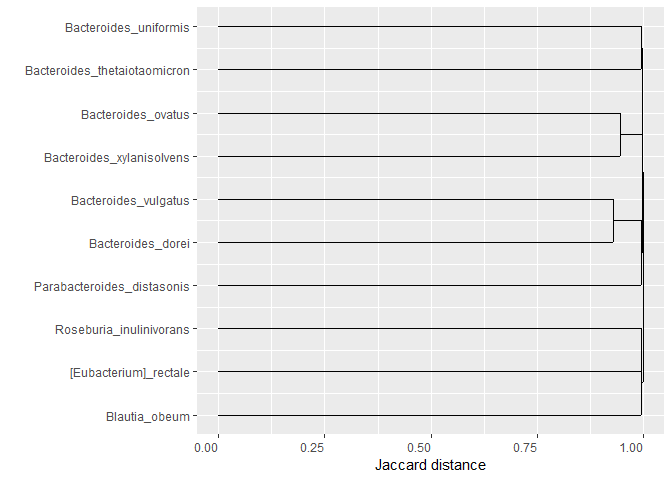 Bacteroides_uniformis
Bacteroides_thetaiotaomicron
Bacteroides_ovatus
Bacteroides_xylanisolvens
Bacteroides_vulgatus
Bacteroides_dorei
Parabacteroides_distasonis
Roseburia_inulinivorans
[Eubacterium]_rectale
Blautia_obeum
0.00 0.25 0.50 0.75 1.00
Jaccard distance